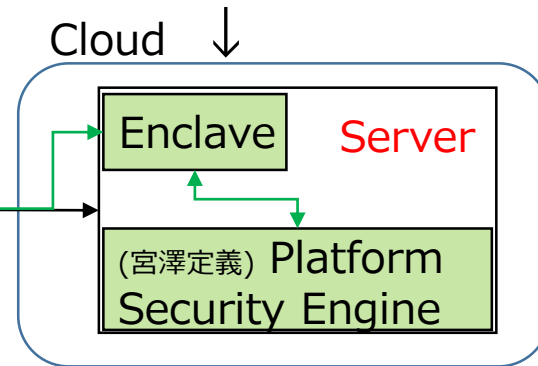 Cloud
Enclave
Server
(宮澤定義) Platform
Security Engine